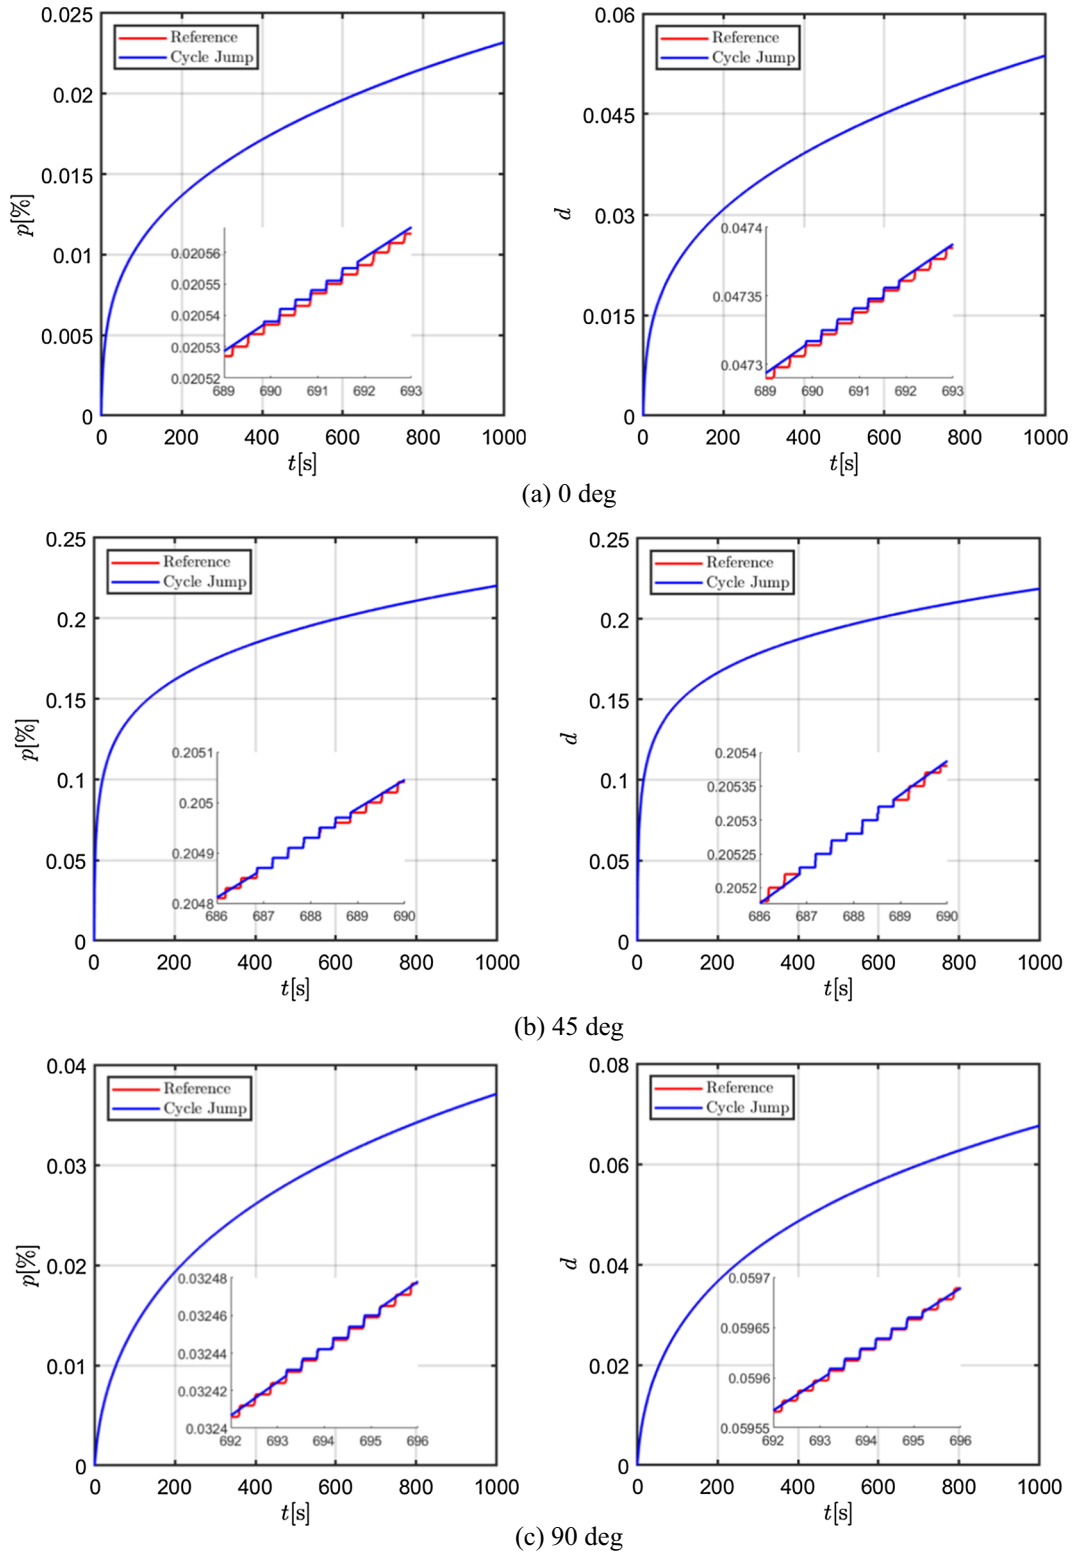 0.025
0.02
0.015
0.01
0.005
0
p[%]
Reference
Cycle Jump
0.02056
0.02055
0.02054
0.02053
0.02052
689 690 691 692 693
0 200 400 600 800 1000
t[s]
0.06
0.045
0.03
0.015
0
d
Reference
Cycle Jump
0.0474
0.04735
0.0473
689 690 691 692 693
0 200 400 600 800 1000
t[s]
(a) 0 deg
0.25
0.2
0.15
0.1
0.05
0
p[%]
Reference
Cycle Jump
0.2051
0.205
0.2049
0.2048
686 687 688 689 690
0 200 400 600 800 1000
t[s]
0.25
0.2
0.15
0.1
0.05
0
d
Reference
Cycle Jump
0.2054
0.20535
0.2053
0.20525
0.2052
686 687 688 689 690
0 200 400 600 800 1000
t[s]
(b) 45 deg
0.04
0.03
0.02
0.01
0
p[%]
Reference
Cycle Jump
0.03248
0.03246
0.03244
0.03242
0.0324
692 693 694 695 696
0 200 400 600 800 1000
t[s]
0.08
0.06
0.04
0.02
0
d
Reference
Cycle Jump
0.0597
0.05965
0.0596
0.05955
692 693 694 695 696
0 200 400 600 800 1000
t[s]
(c) 90 deg